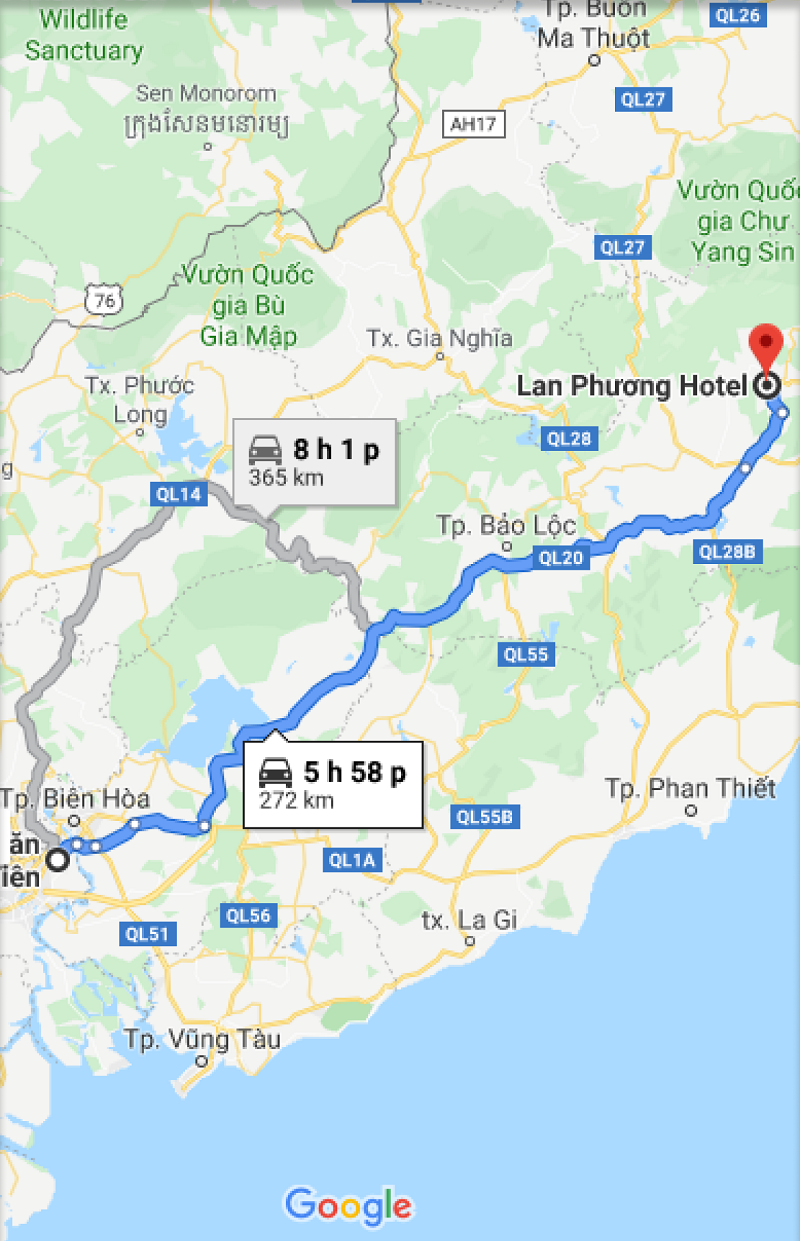 Wildlife
Sanctuary
Tp. Buôn
Ma Thuột
QL26
Sen Monorom
ក្រុងសែនមនោរម្យ
AH17
QL27
Vườn Quốc
gia Chư
Yang Sin
QL27
76
Vườn Quốc
gia Bù
Gia Mập
Tx. Gia Nghĩa
Tx. Phước
Long
Lan Phương Hotel
8 h 1 p
365 km
QL28
g
QL14
Tp. Bảo Lộc
QL20
QL28B
QL55
5 h 58 p
272 km
Tp. Biên Hòa
Tp. Phan Thiết
QL55B
ăn
iên
QL1A
QL56
QL51
tx. La Gi
Tp. Vũng Tàu
Google